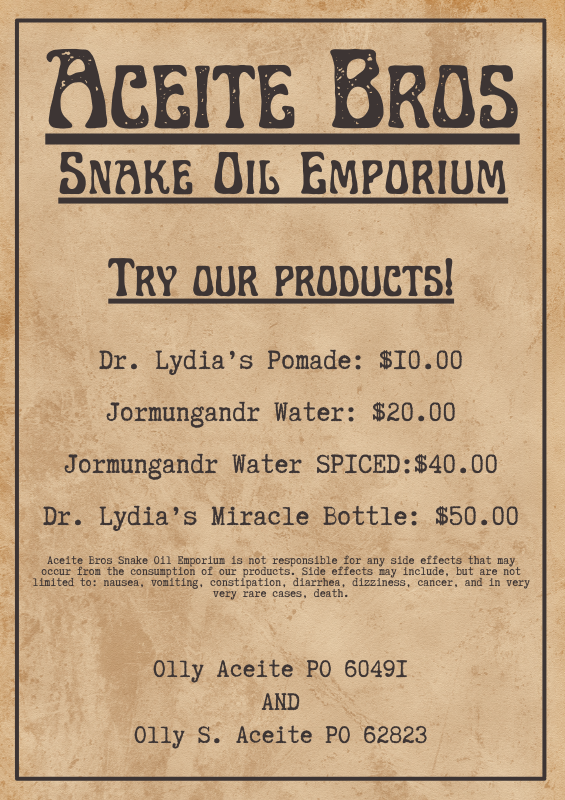 Aceite Bros
Snake Oil Emporium
Try our products!
Dr. Lydia's Pomade: $10.00
Jormungandr Water: $20.00
Jormungandr Water SPICED:$40.00
Dr. Lydia's Miracle Bottle: $50.00
Aceite Bros Snake Oil Emporium is not responsible for any side effects that may
occur from the consumption of our products. Side effects may include, but are not
limited to: nausea, vomiting, constipation, diarrhea, dizziness, cancer, and in very
very rare cases, death.
Olly Aceite PO 60491
AND
Olly S. Aceite PO 62823